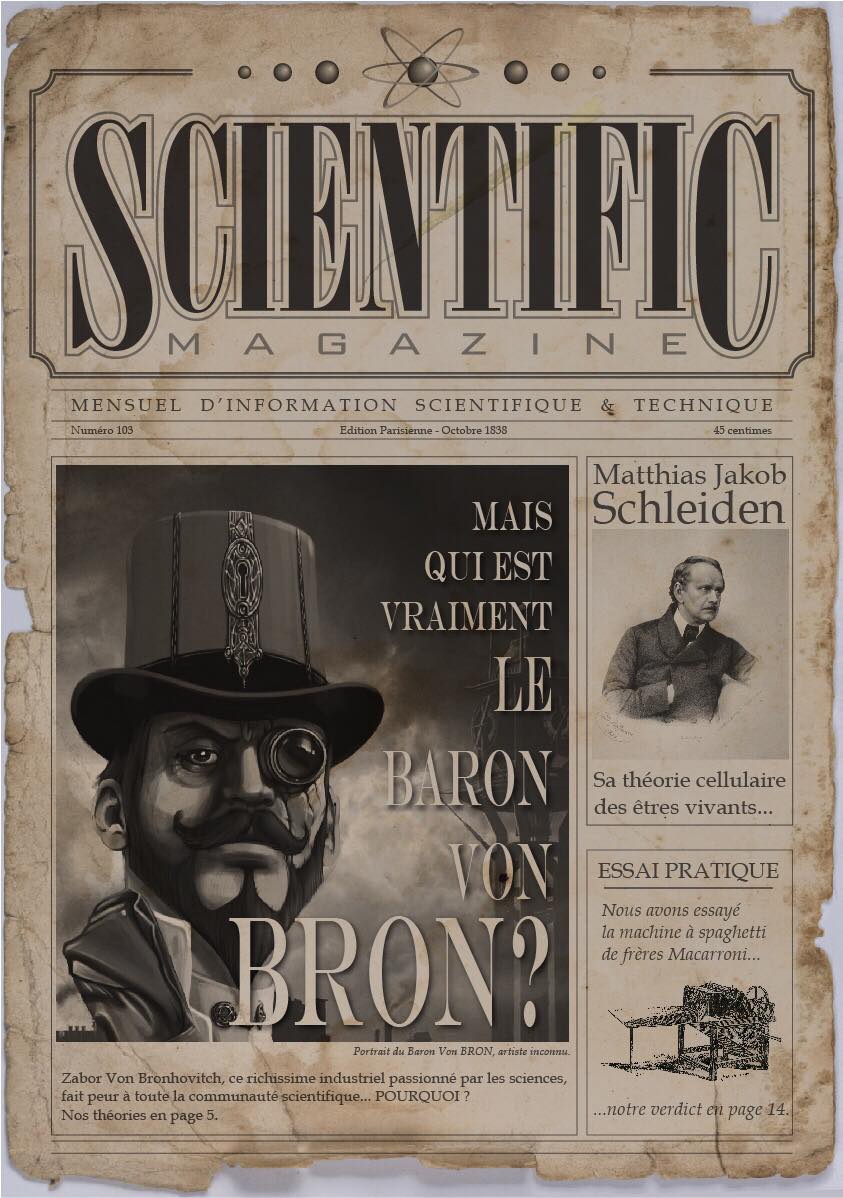 SCIENTIFIC
MAGAZINE
MENSUEL D'INFORMATION SCIENTIFIQUE & TECHNIQUE
Numéro 103 Edition Parisienne - Octobre 1838 45 centimes
MAIS
QUI EST
VRAIMENT
LE
BARON
VON
BRON?
Portrait du Baron Von BRON, artiste inconnu.
Zabor Von Bronhovitch, ce richissime industriel passionné par les sciences,
fait peur à toute la communauté scientifique... POURQUOI ?
Nos théories en page 5.
Matthias Jakob
Schleiden
Sa théorie cellulaire
des êtres vivants...
ESSAI PRATIQUE
Nous avons essayé
la machine à spaghetti
de frères Macarroni...
...notre verdict en page 14.